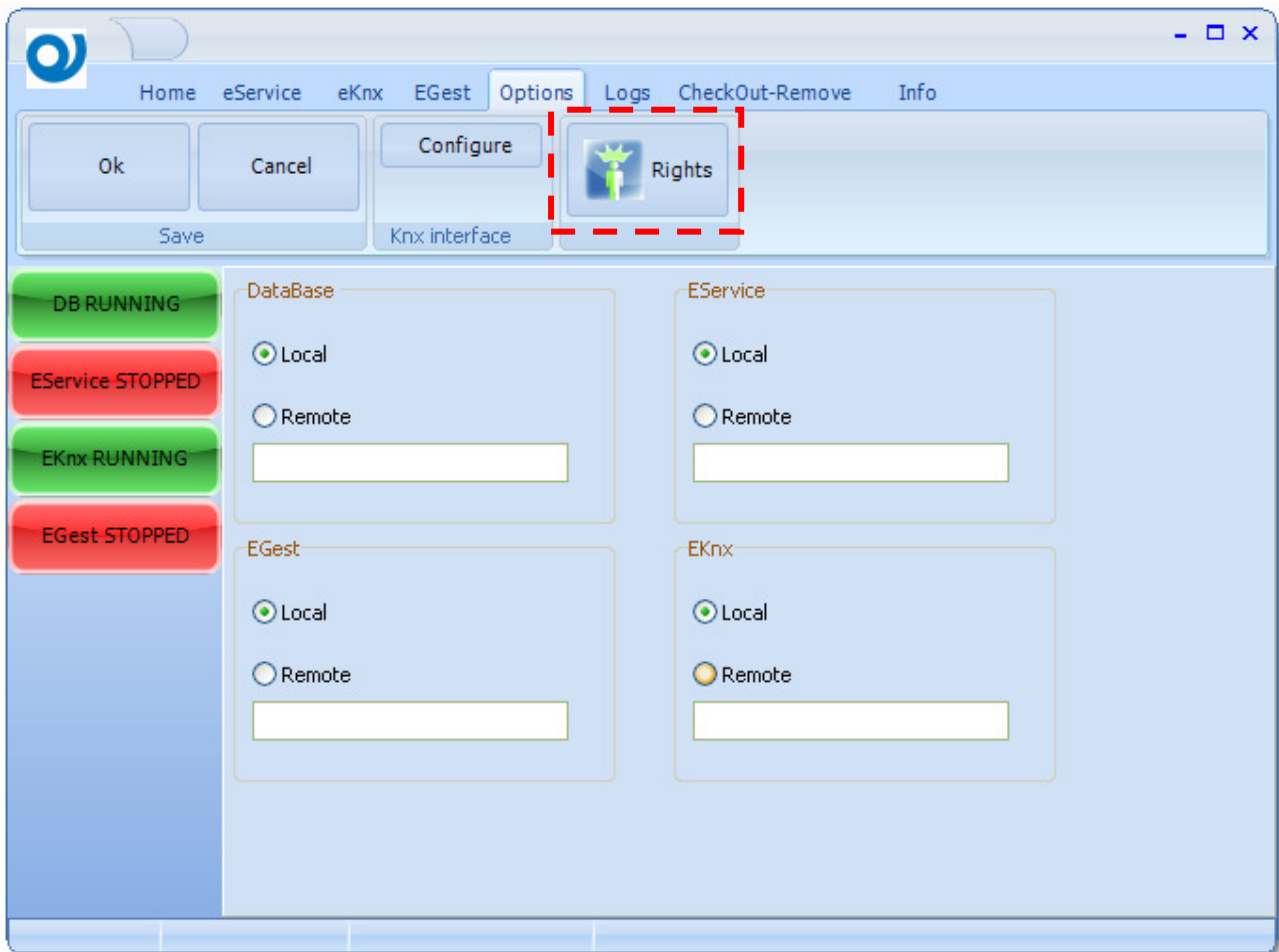 Home eService eKnx EGest Options Logs CheckOut-Remove Info
Ok Cancel Configure Rights
Save Knx interface
DB RUNNING
EService STOPPED
EKnx RUNNING
EGest STOPPED
DataBase
Local
Remote
EService
Local
Remote
EGest
Local
Remote
EKnx
Local
Remote